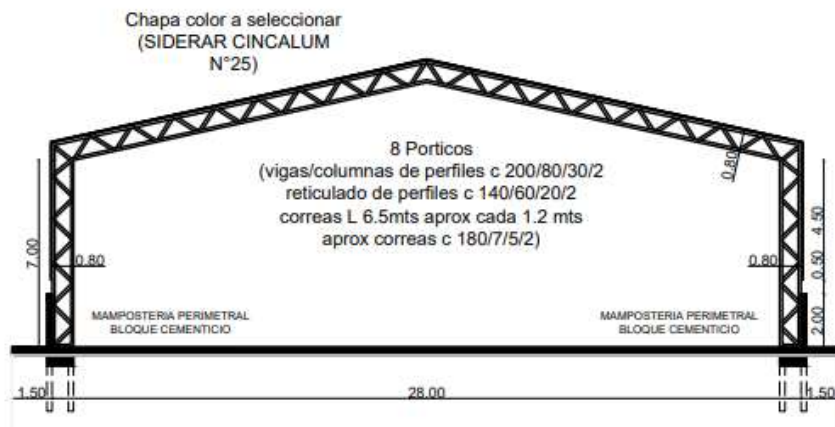 Chapa color a seleccionar
(SIDERAR CINCALUM
N°25)
8 Porticos
(vigas/columnas de perfiles c 200/80/30/2
reticulado de perfiles c 140/60/20/2
correas L 6.5mts aprox cada 1.2 mts
aprox correas c 180/7/5/2)
0.80
7.00
0.80
0.80
4.50
0.50
2.00
MAMPOSTERIA PERIMETRAL
BLOQUE CEMENTICIO
MAMPOSTERIA PERIMETRAL
BLOQUE CEMENTICIO
1.50
28.00
1.50